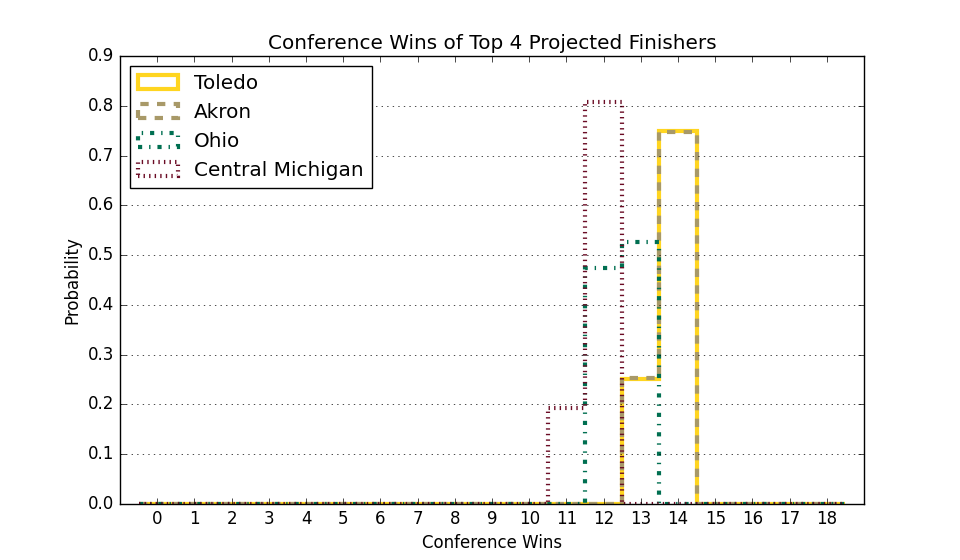 Conference Wins of Top 4 Projected Finishers
0.9
0.8
0.7
0.6
0.5
0.4
0.3
0.2
0.1
0.0
Probability
Toledo
Akron
Ohio
Central Michigan
0 1 2 3 4 5 6 7 8 9 10 11 12 13 14 15 16 17 18
Conference Wins